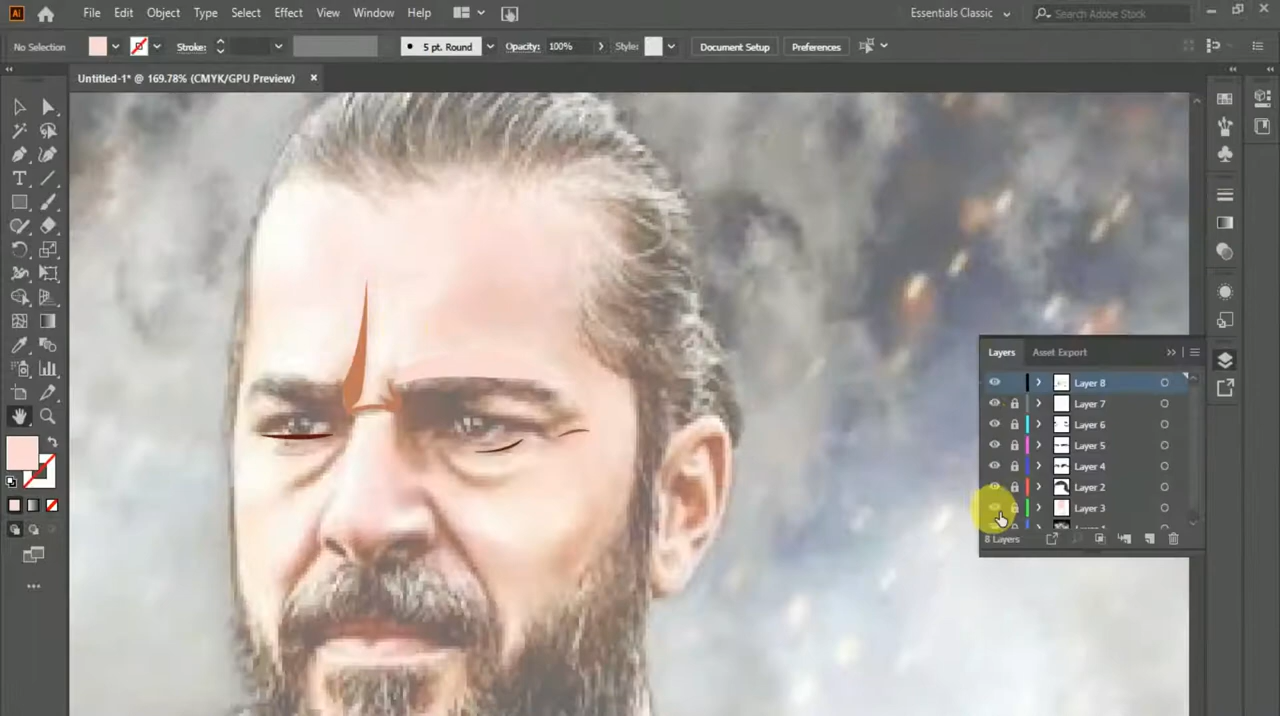 Ai File Edit Object Type Select Effect View Window Help Essentials Classic Search Adobe Stock
No Selection Stroke: 5 pt. Round Opacity: 100% Style: Document Setup Preferences
Untitled-1* @ 169.78% (CMYK/GPU Preview)
Layers Asset Export
Layer 8
Layer 7
Layer 6
Layer 5
Layer 4
Layer 2
Layer 3
8 Layers